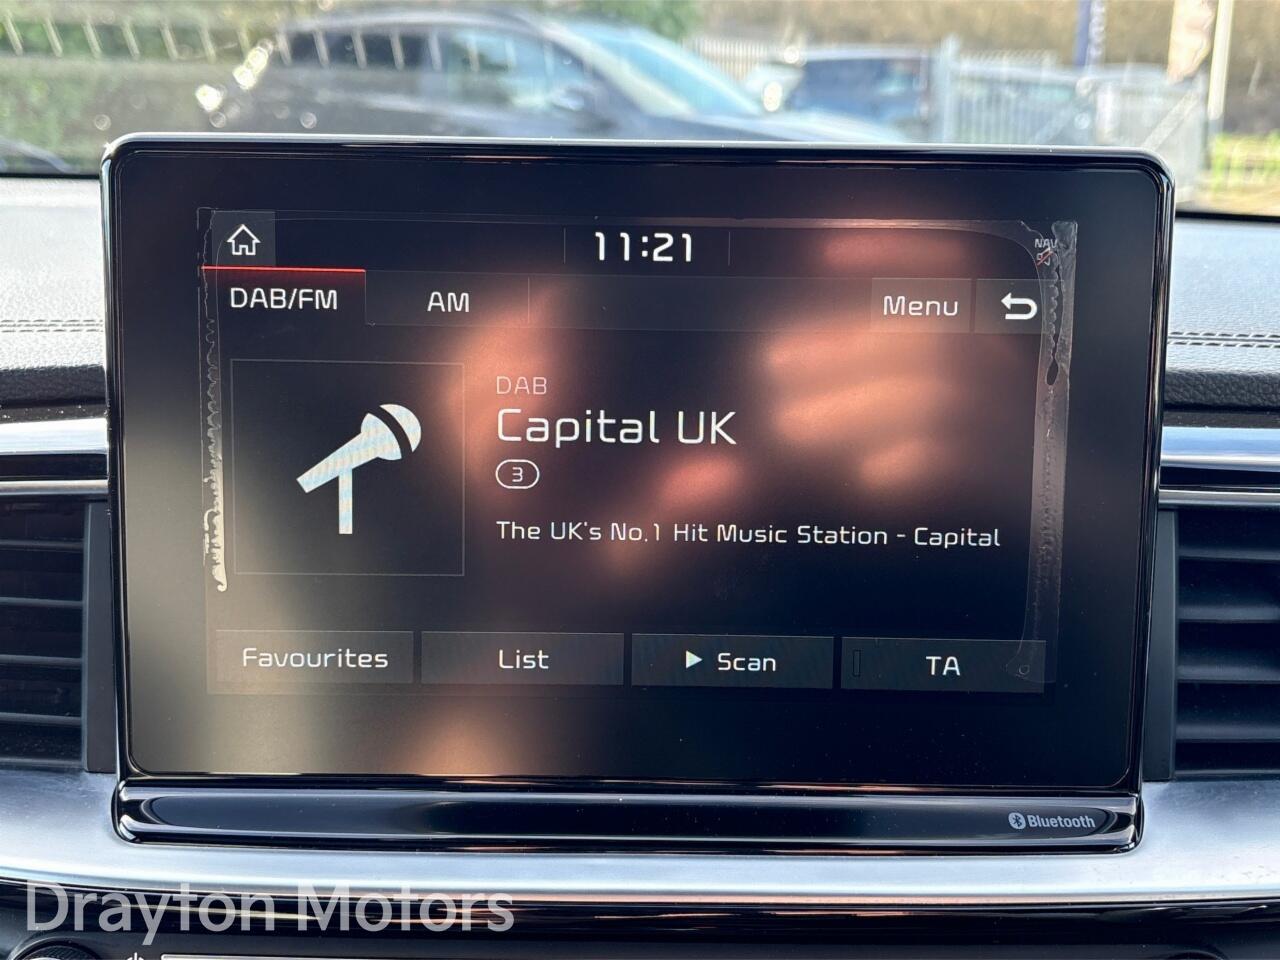 11:21
NAV
DAB/FM
AM
Menu
DAB
Capital UK
3
The UK's No.1 Hit Music Station - Capital
Favourites
List
Scan
TA
Bluetooth
Drayton Motors